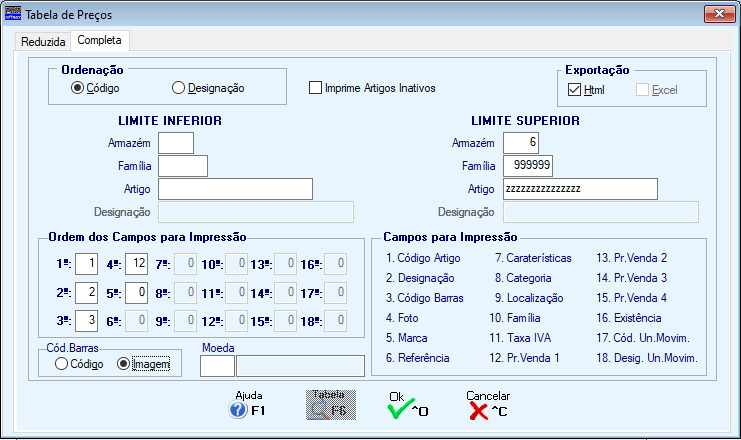 Tabela de Preços
Reduzida Completa
Ordenação
Código Designação
Imprime Artigos Inativos
Exportação
Html Excel
LIMITE INFERIOR
Armazém
Família
Artigo
Designação
LIMITE SUPERIOR
Armazém 6
Família 999999
Artigo zzzzzzzzzzzzzzz
Designação
Ordem dos Campos para Impressão
1º: 1 4º: 12 7º: 0 10º: 0 13º: 0 16º: 0
2º: 2 5º: 0 8º: 0 11º: 0 14º: 0 17º: 0
3º: 3 6º: 0 9º: 0 12º: 0 15º: 0 18º: 0
Campos para Impressão
1. Código Artigo 7. Caraterísticas 13. Pr.Venda 2
2. Designação 8. Categoria 14. Pr.Venda 3
3. Código Barras 9. Localização 15. Pr.Venda 4
4. Foto 10. Família 16. Existência
5. Marca 11. Taxa IVA 17. Cód. Un.Movim.
6. Referência 12. Pr.Venda 1 18. Desig. Un.Movim.
Cód.Barras
Código Imagem
Moeda
Ajuda F1
Tabela F6
Ok ^O
Cancelar ^C